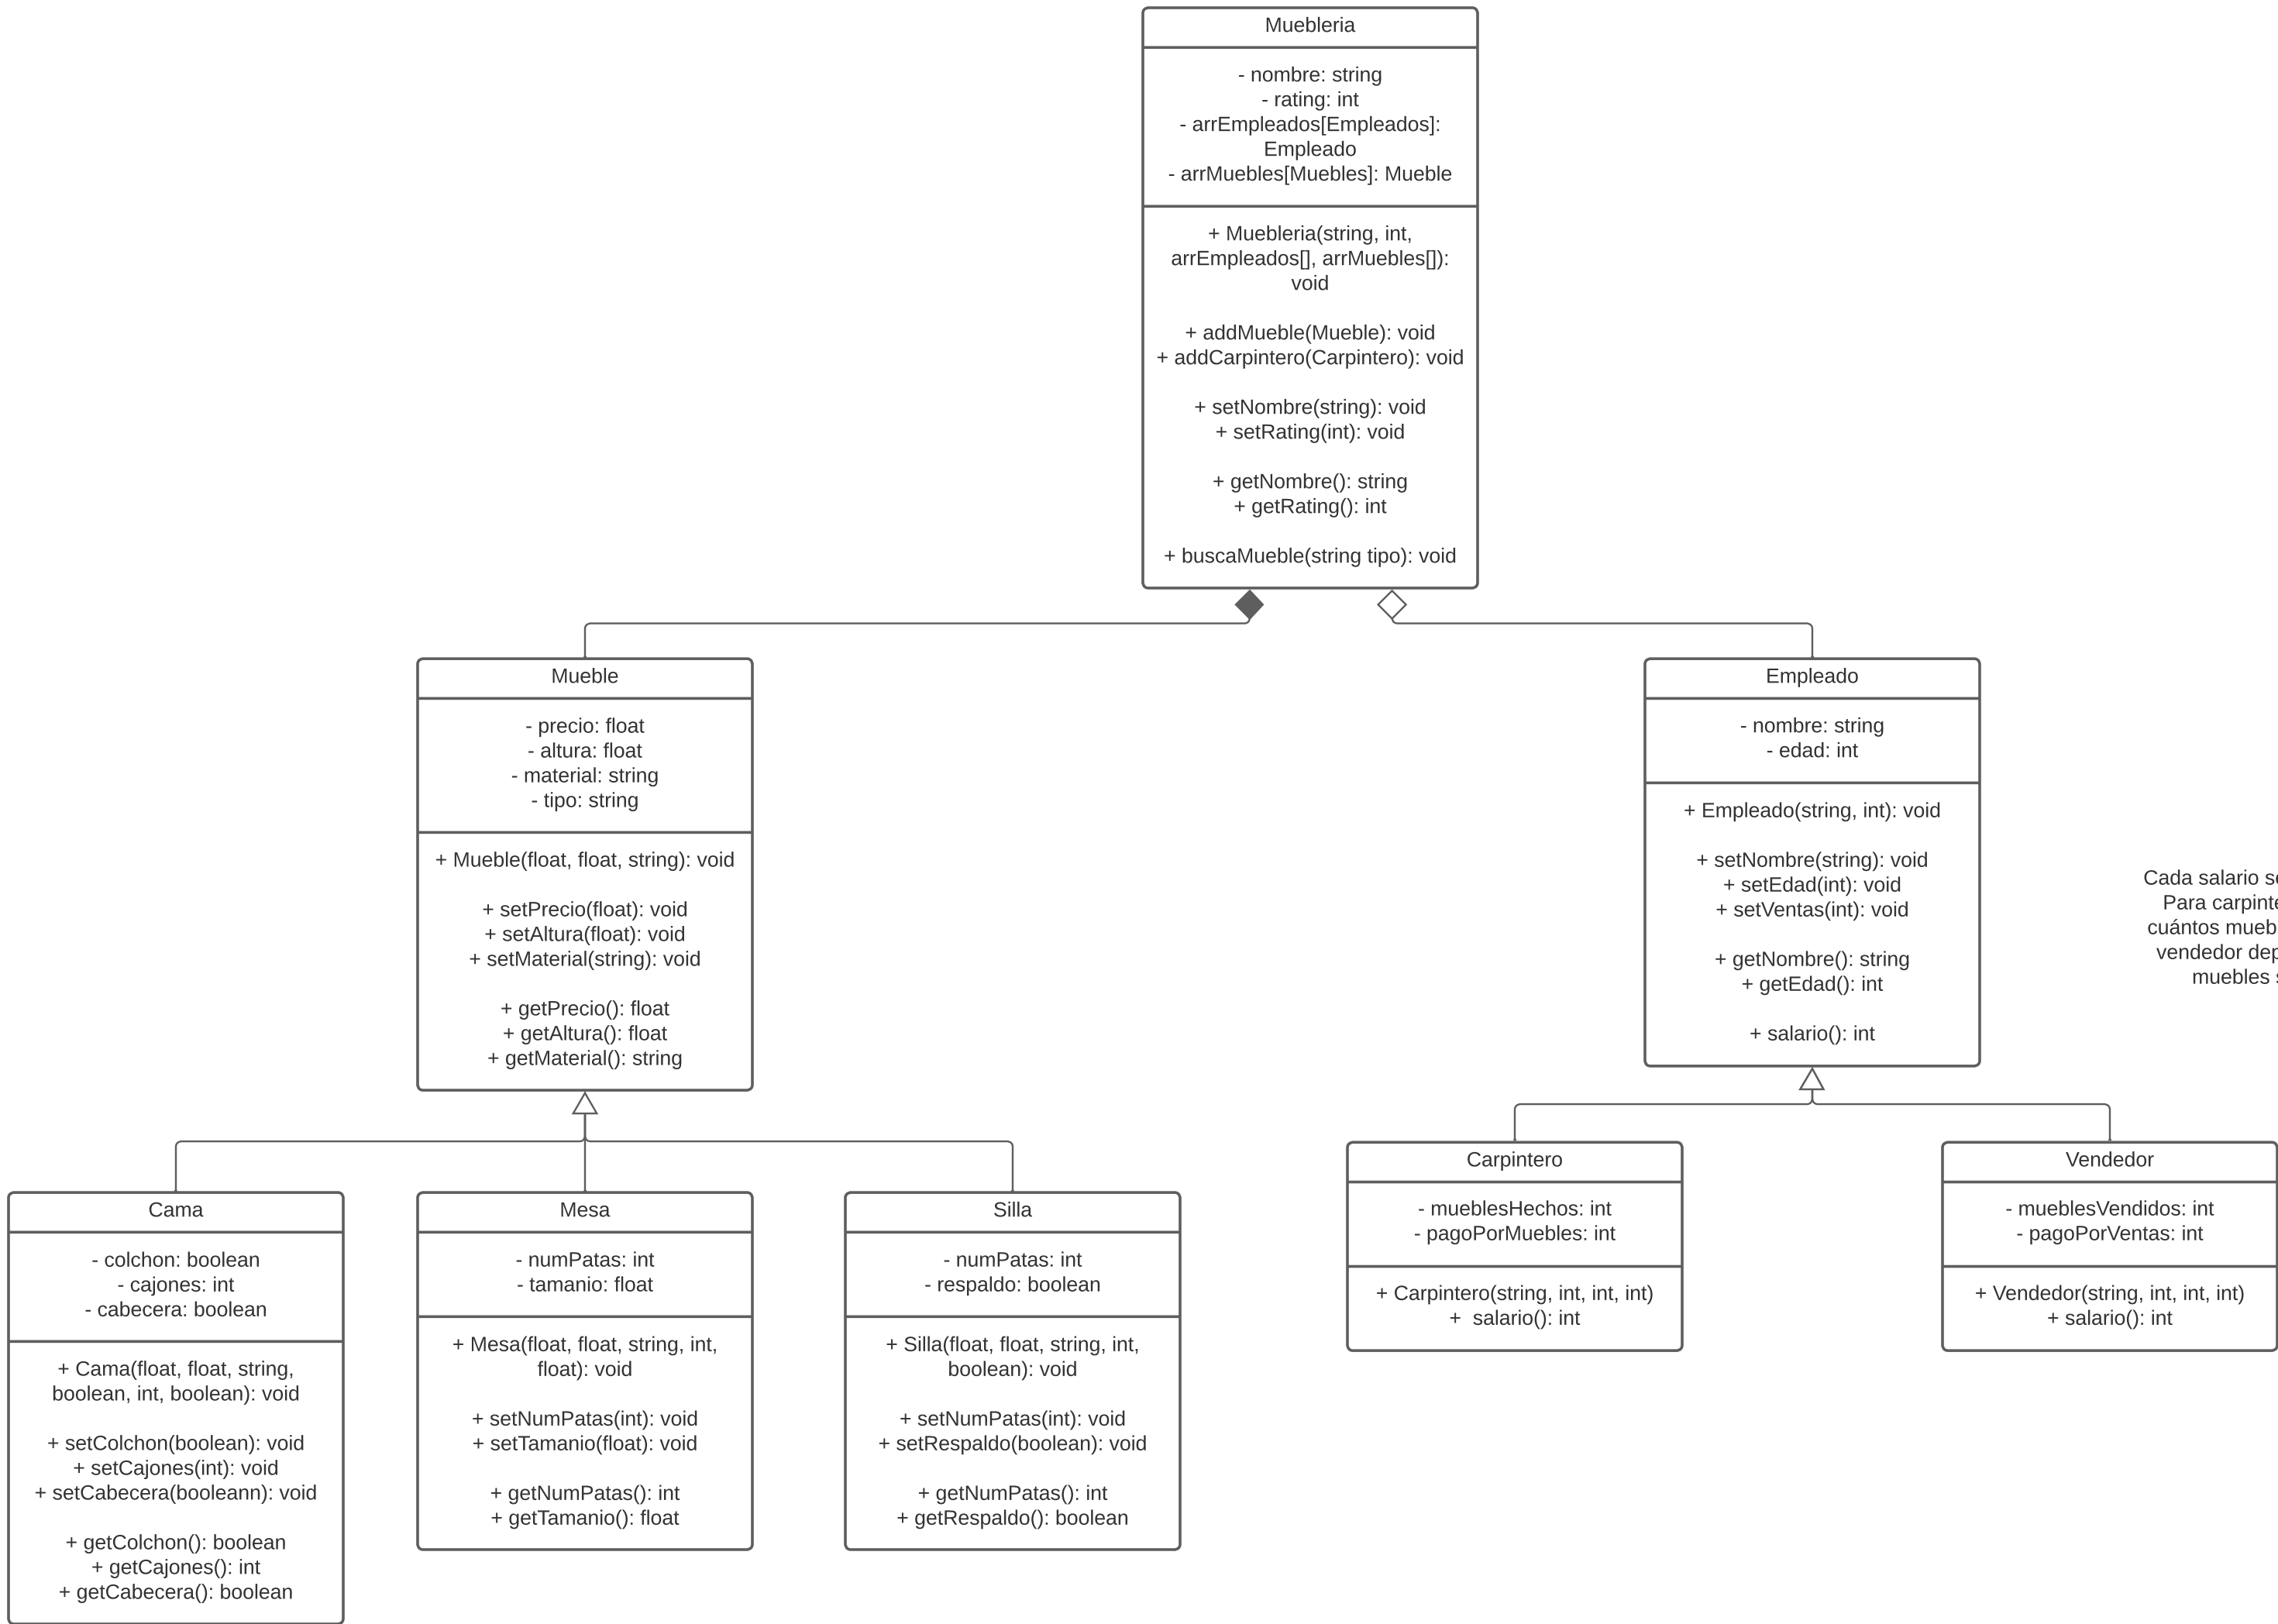 Muebleria
- nombre: string
- rating: int
- arrEmpleados[Empleados]:
Empleado
- arrMuebles[Muebles]: Mueble
+ Muebleria(string, int,
arrEmpleados[], arrMuebles[]):
void
+ addMueble(Mueble): void
+ addCarpintero(Carpintero): void
+ setNombre(string): void
+ setRating(int): void
+ getNombre(): string
+ getRating(): int
+ buscaMueble(string tipo): void
Mueble
- precio: float
- altura: float
- material: string
- tipo: string
+ Mueble(float, float, string): void
+ setPrecio(float): void
+ setAltura(float): void
+ setMaterial(string): void
+ getPrecio(): float
+ getAltura(): float
+ getMaterial(): string
Empleado
- nombre: string
- edad: int
+ Empleado(string, int): void
+ setNombre(string): void
+ setEdad(int): void
+ setVentas(int): void
+ getNombre(): string
+ getEdad(): int
+ salario(): int
Cada salario
Para
cuántos
vendedor
muebles
Cama
- colchon: boolean
- cajones: int
- cabecera: boolean
+ Cama(float, float, string,
boolean, int, boolean): void
+ setColchon(boolean): void
+ setCajones(int): void
+ setCabecera(booleann): void
+ getColchon(): boolean
+ getCajones(): int
+ getCabecera(): boolean
Mesa
- numPatas: int
- tamanio: float
+ Mesa(float, float, string, int,
float): void
+ setNumPatas(int): void
+ setTamanio(float): void
+ getNumPatas(): int
+ getTamanio(): float
Silla
- numPatas: int
- respaldo: boolean
+ Silla(float, float, string, int,
boolean): void
+ setNumPatas(int): void
+ setRespaldo(boolean): void
+ getNumPatas(): int
+ getRespaldo(): boolean
Carpintero
- mueblesHechos: int
- pagoPorMuebles: int
+ Carpintero(string, int, int, int)
+  salario(): int
Vendedor
- mueblesVendidos: int
- pagoPorVentas: int
+ Vendedor(string, int, int, int)
+ salario(): int